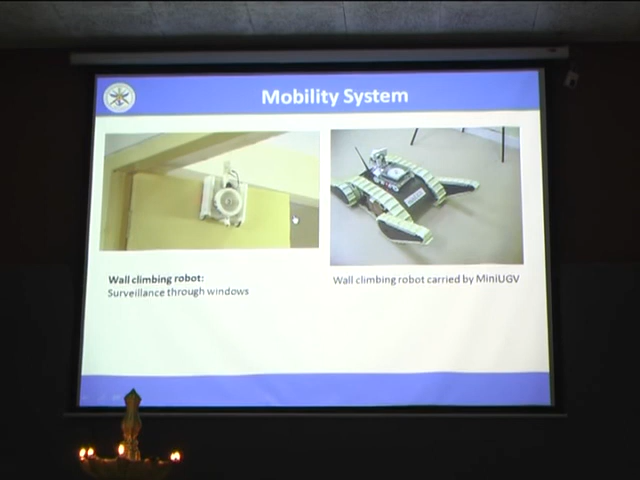 Mobility System
Wall climbing robot:
Surveillance through windows
Wall climbing robot carried by MiniUGV